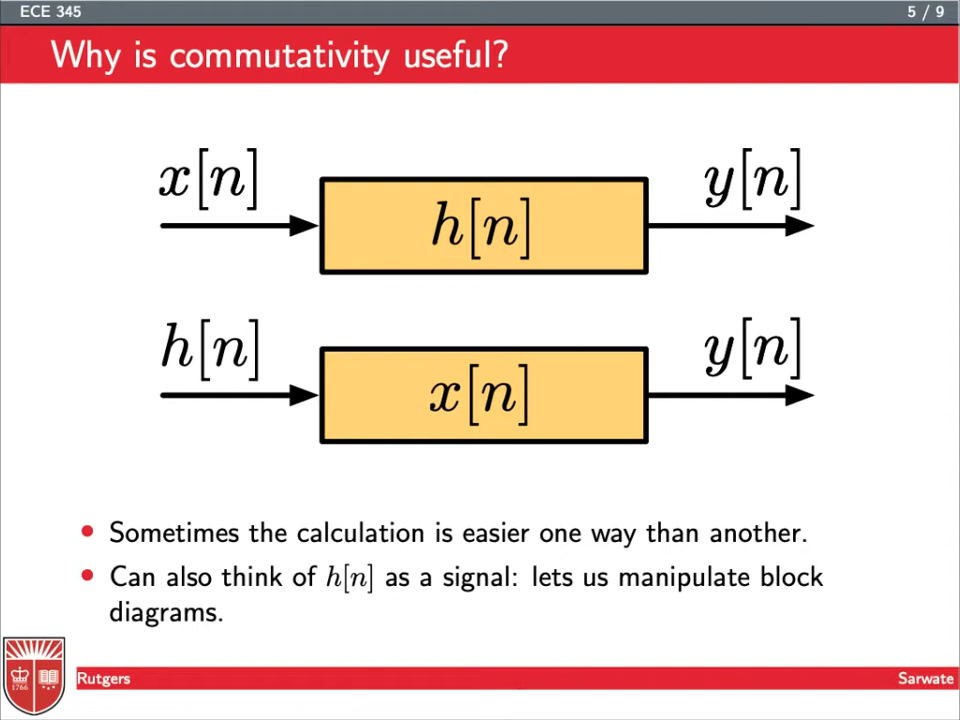 ECE 345 5 / 9
Why is commutativity useful?
x[n] y[n]
h[n]
h[n] y[n]
x[n]
• Sometimes the calculation is easier one way than another.
• Can also think of h[n] as a signal: lets us manipulate block
diagrams.
1766
Rutgers Sarwate